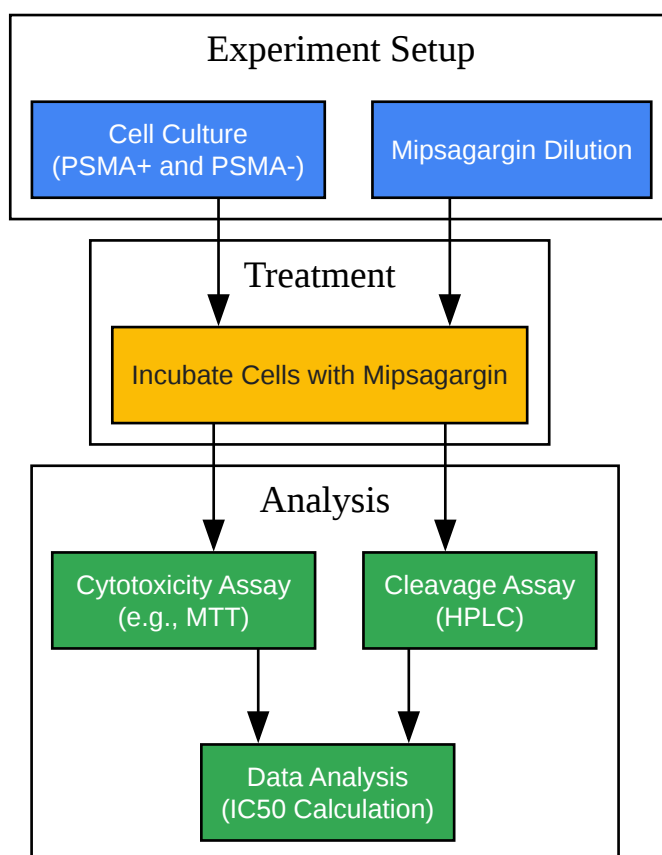 Experiment Setup
Cell Culture
(PSMA+ and PSMA-)
Mipsagargin Dilution
Treatment
Incubate Cells with Mipsagargin
Analysis
Cytotoxicity Assay
(e.g., MTT)
Cleavage Assay
(HPLC)
Data Analysis
(IC50 Calculation)